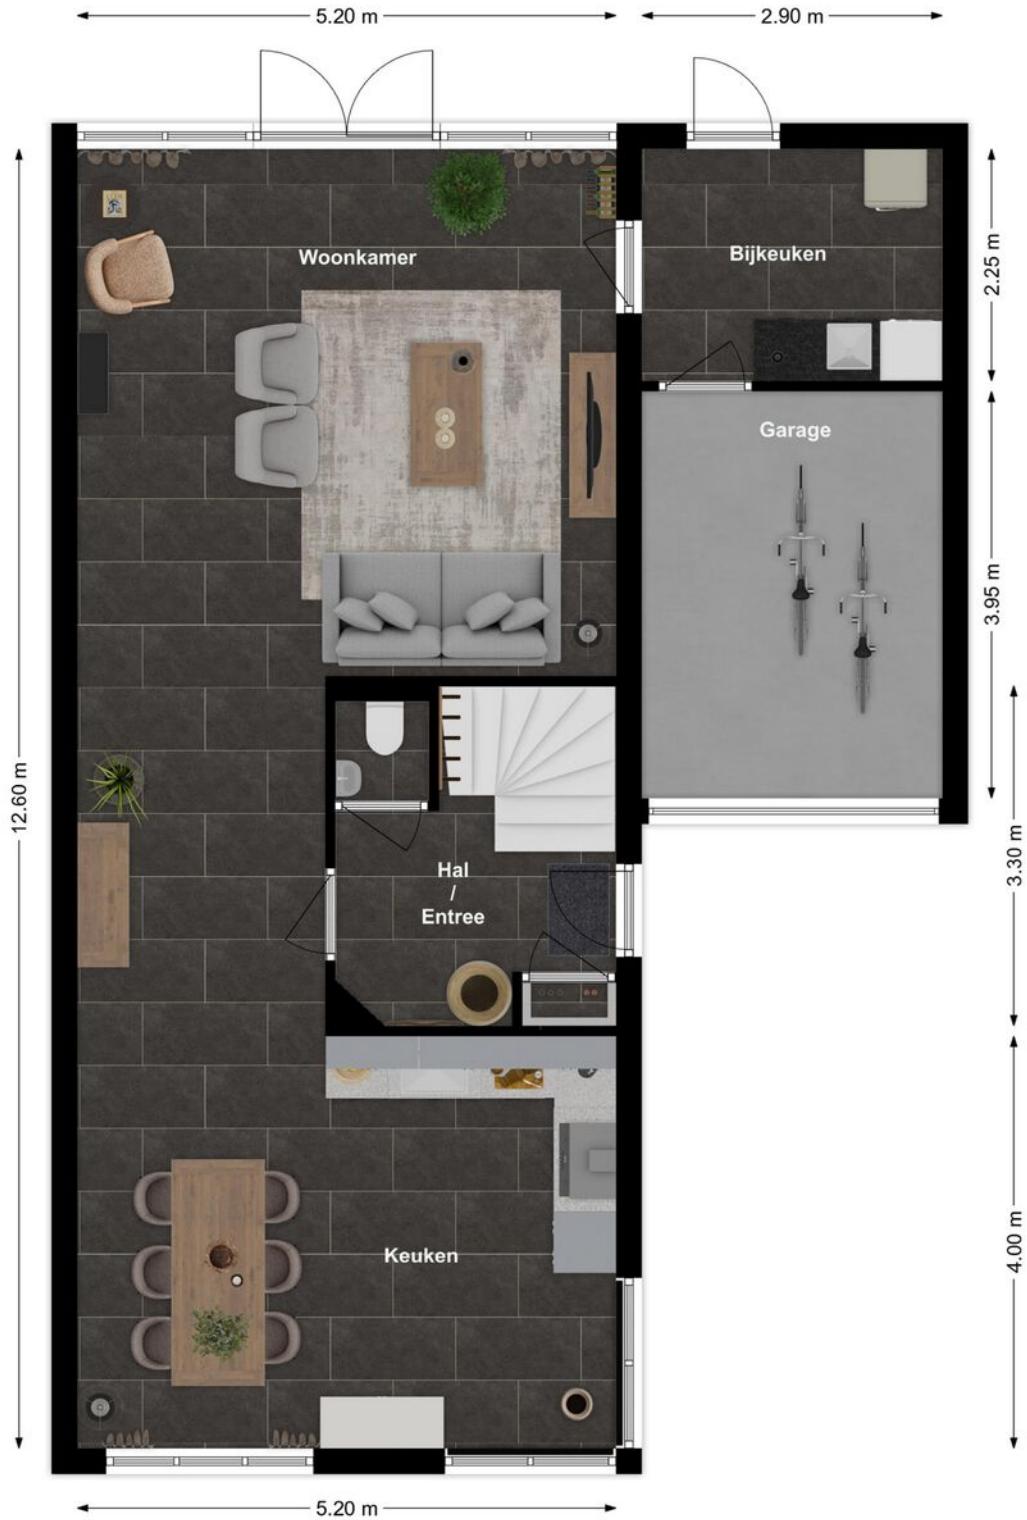 5.20 m
2.90 m
Woonkamer
Bijkeuken
2.25 m
Garage
3.95 m
12.60 m
Hal
/
Entree
3.30 m
Keuken
4.00 m
5.20 m